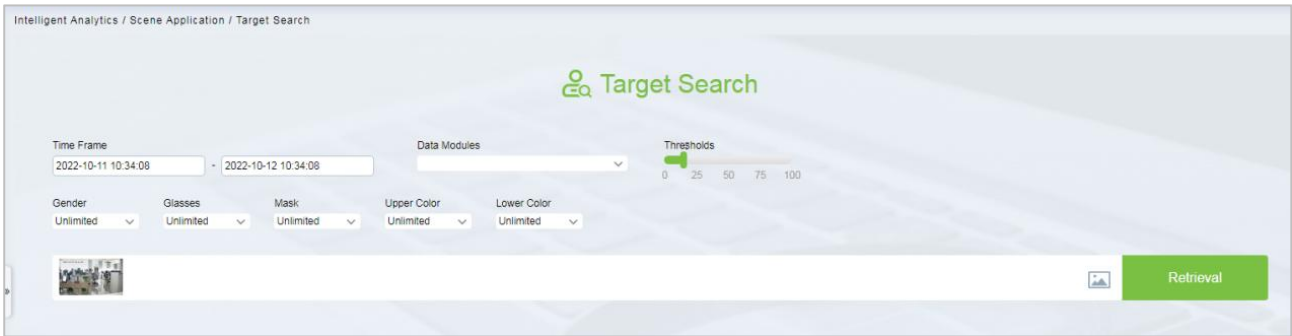 Intelligent Analytics / Scene Application / Target Search
Target Search
Time Frame
Data Modules
Thresholds
2022-10-11 10:34:08 - 2022-10-12 10:34:08
0 25 50 75 100
Gender Glasses Mask Upper Color Lower Color
Unlimited Unlimited Unlimited Unlimited Unlimited
Retrieval